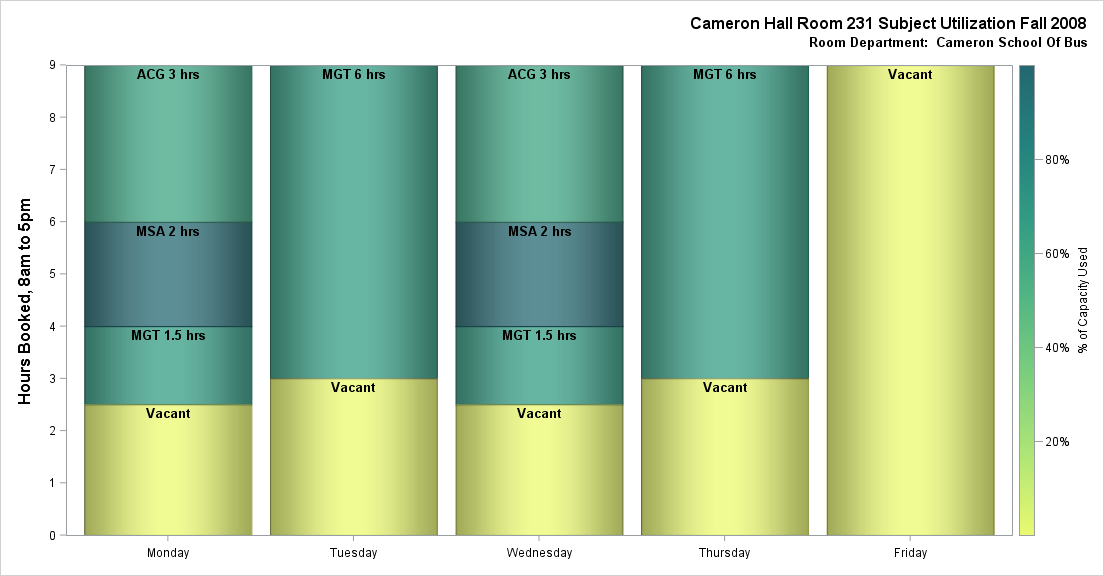 Cameron Hall Room 231 Subject Utilization Fall 2008
Room Department:  Cameron School Of Bus
Hours Booked, 8am to 5pm
9
8
7
6
5
4
3
2
1
0
ACG 3 hrs
MSA 2 hrs
MGT 1.5 hrs
Vacant
MGT 6 hrs
Vacant
ACG 3 hrs
MSA 2 hrs
MGT 1.5 hrs
Vacant
MGT 6 hrs
Vacant
Vacant
Monday
Tuesday
Wednesday
Thursday
Friday
80%
60%
40%
20%
% of Capacity Used